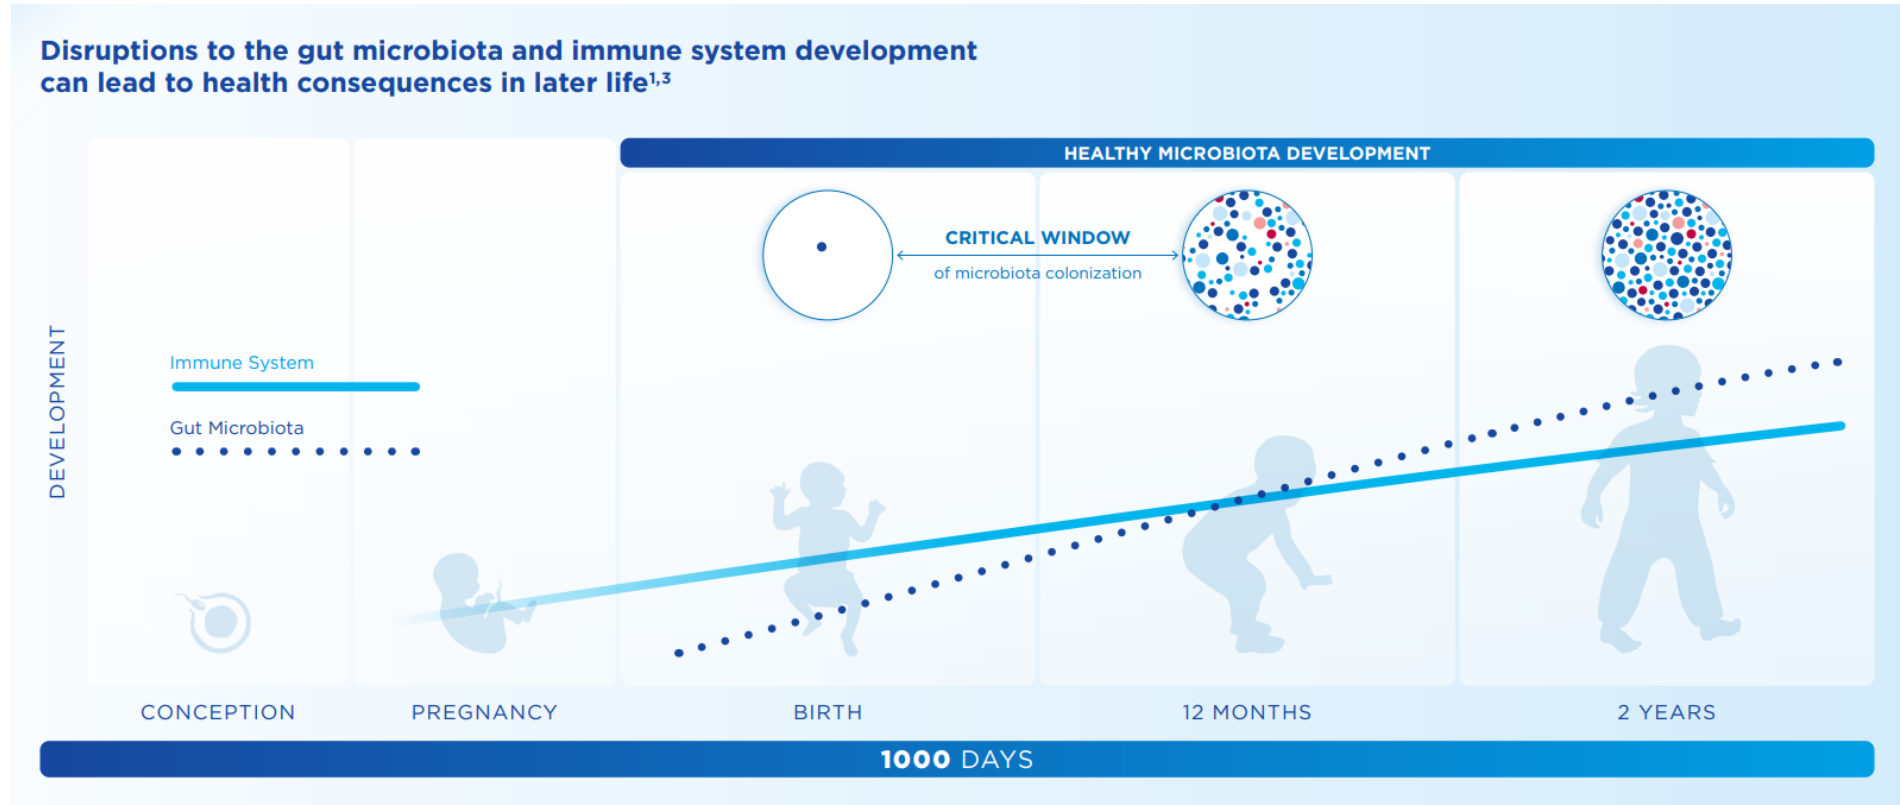 Disruptions to the gut microbiota and immune system development
can lead to health consequences in later life¹,³
HEALTHY MICROBIOTA DEVELOPMENT
CRITICAL WINDOW
of microbiota colonization
DEVELOPMENT
Immune System
Gut Microbiota
CONCEPTION
PREGNANCY
BIRTH
12 MONTHS
2 YEARS
1000 DAYS